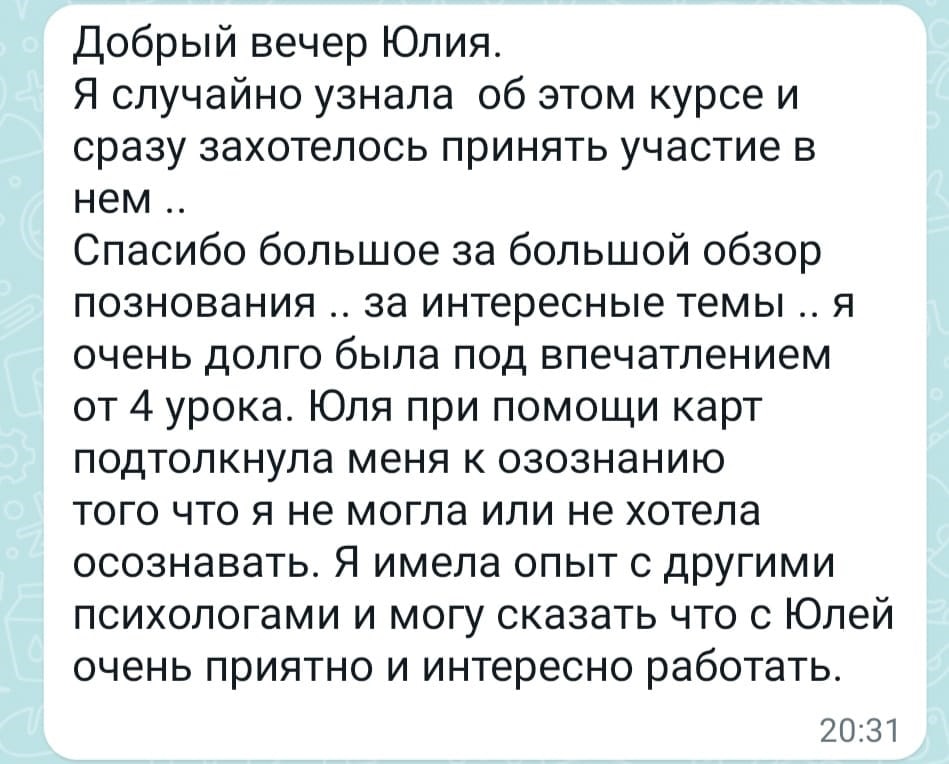 Добрый вечер Юлия.
Я случайно узнала  об этом курсе и
сразу захотелось принять участие в
нем ..
Спасибо большое за большой обзор
познования .. за интересные темы .. я
очень долго была под впечатлением
от 4 урока. Юля при помощи карт
подтолкнула меня к озознанию
того что я не могла или не хотела
осознавать. Я имела опыт с другими
психологами и могу сказать что с Юлей
очень приятно и интересно работать.
20:31